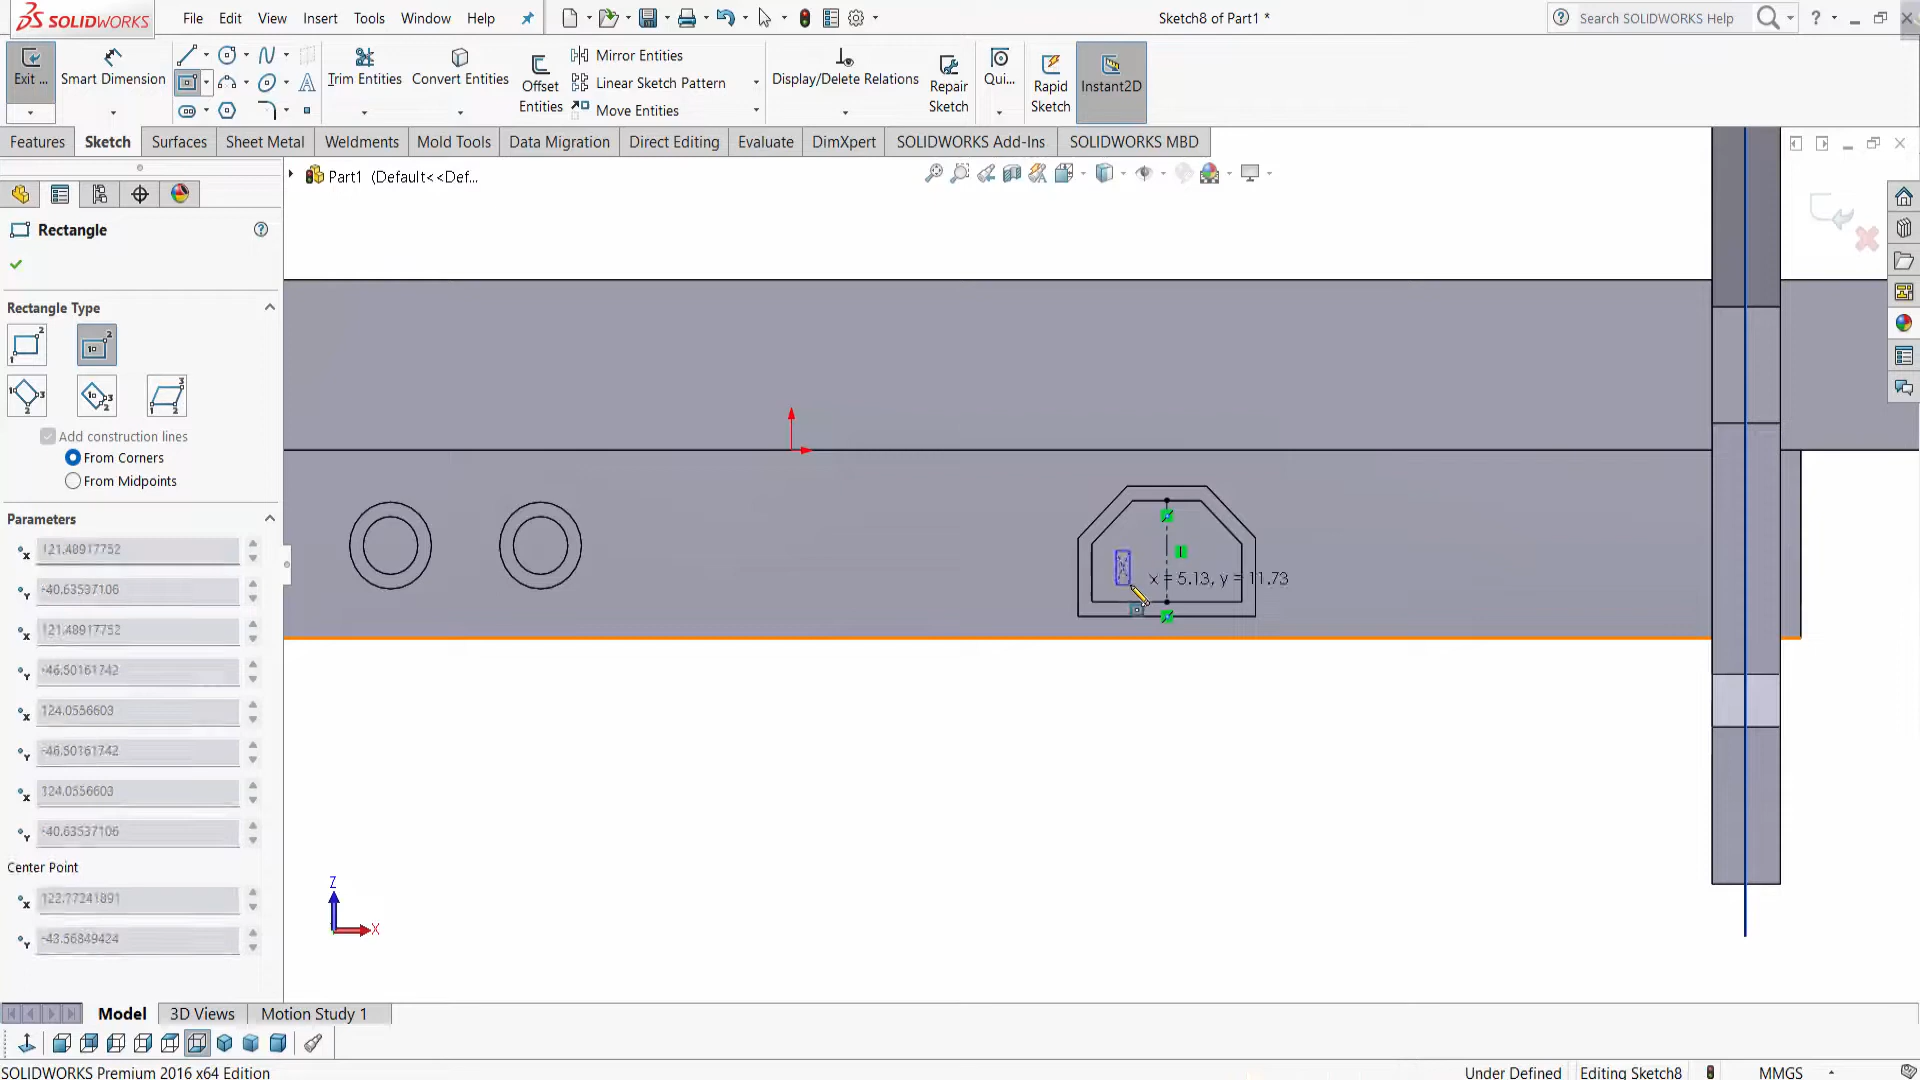 SOLIDWORKS
File Edit View Insert Tools Window Help
Sketch8 of Part1 *
Search SOLIDWORKS Help
Exit ...
Smart Dimension
Trim Entities
Convert Entities
Offset Entities
Mirror Entities
Linear Sketch Pattern
Move Entities
Display/Delete Relations
Repair Sketch
Qui...
Rapid Sketch
Instant2D
Features Sketch Surfaces Sheet Metal Weldments Mold Tools Data Migration Direct Editing Evaluate DimXpert SOLIDWORKS Add-Ins SOLIDWORKS MBD
Part1 (Default<<Def...
Rectangle
Rectangle Type
Add construction lines
From Corners
From Midpoints
Parameters
121.48917752
-40.63537106
121.48917752
-46.50161742
124.0556603
-46.50161742
124.0556603
-40.63537106
Center Point
122.77241891
-43.56849424
x = 5.13, y = 11.73
Z
X
Model 3D Views Motion Study 1
SOLIDWORKS Premium 2016 x64 Edition
Under Defined Editing Sketch8 MMGS